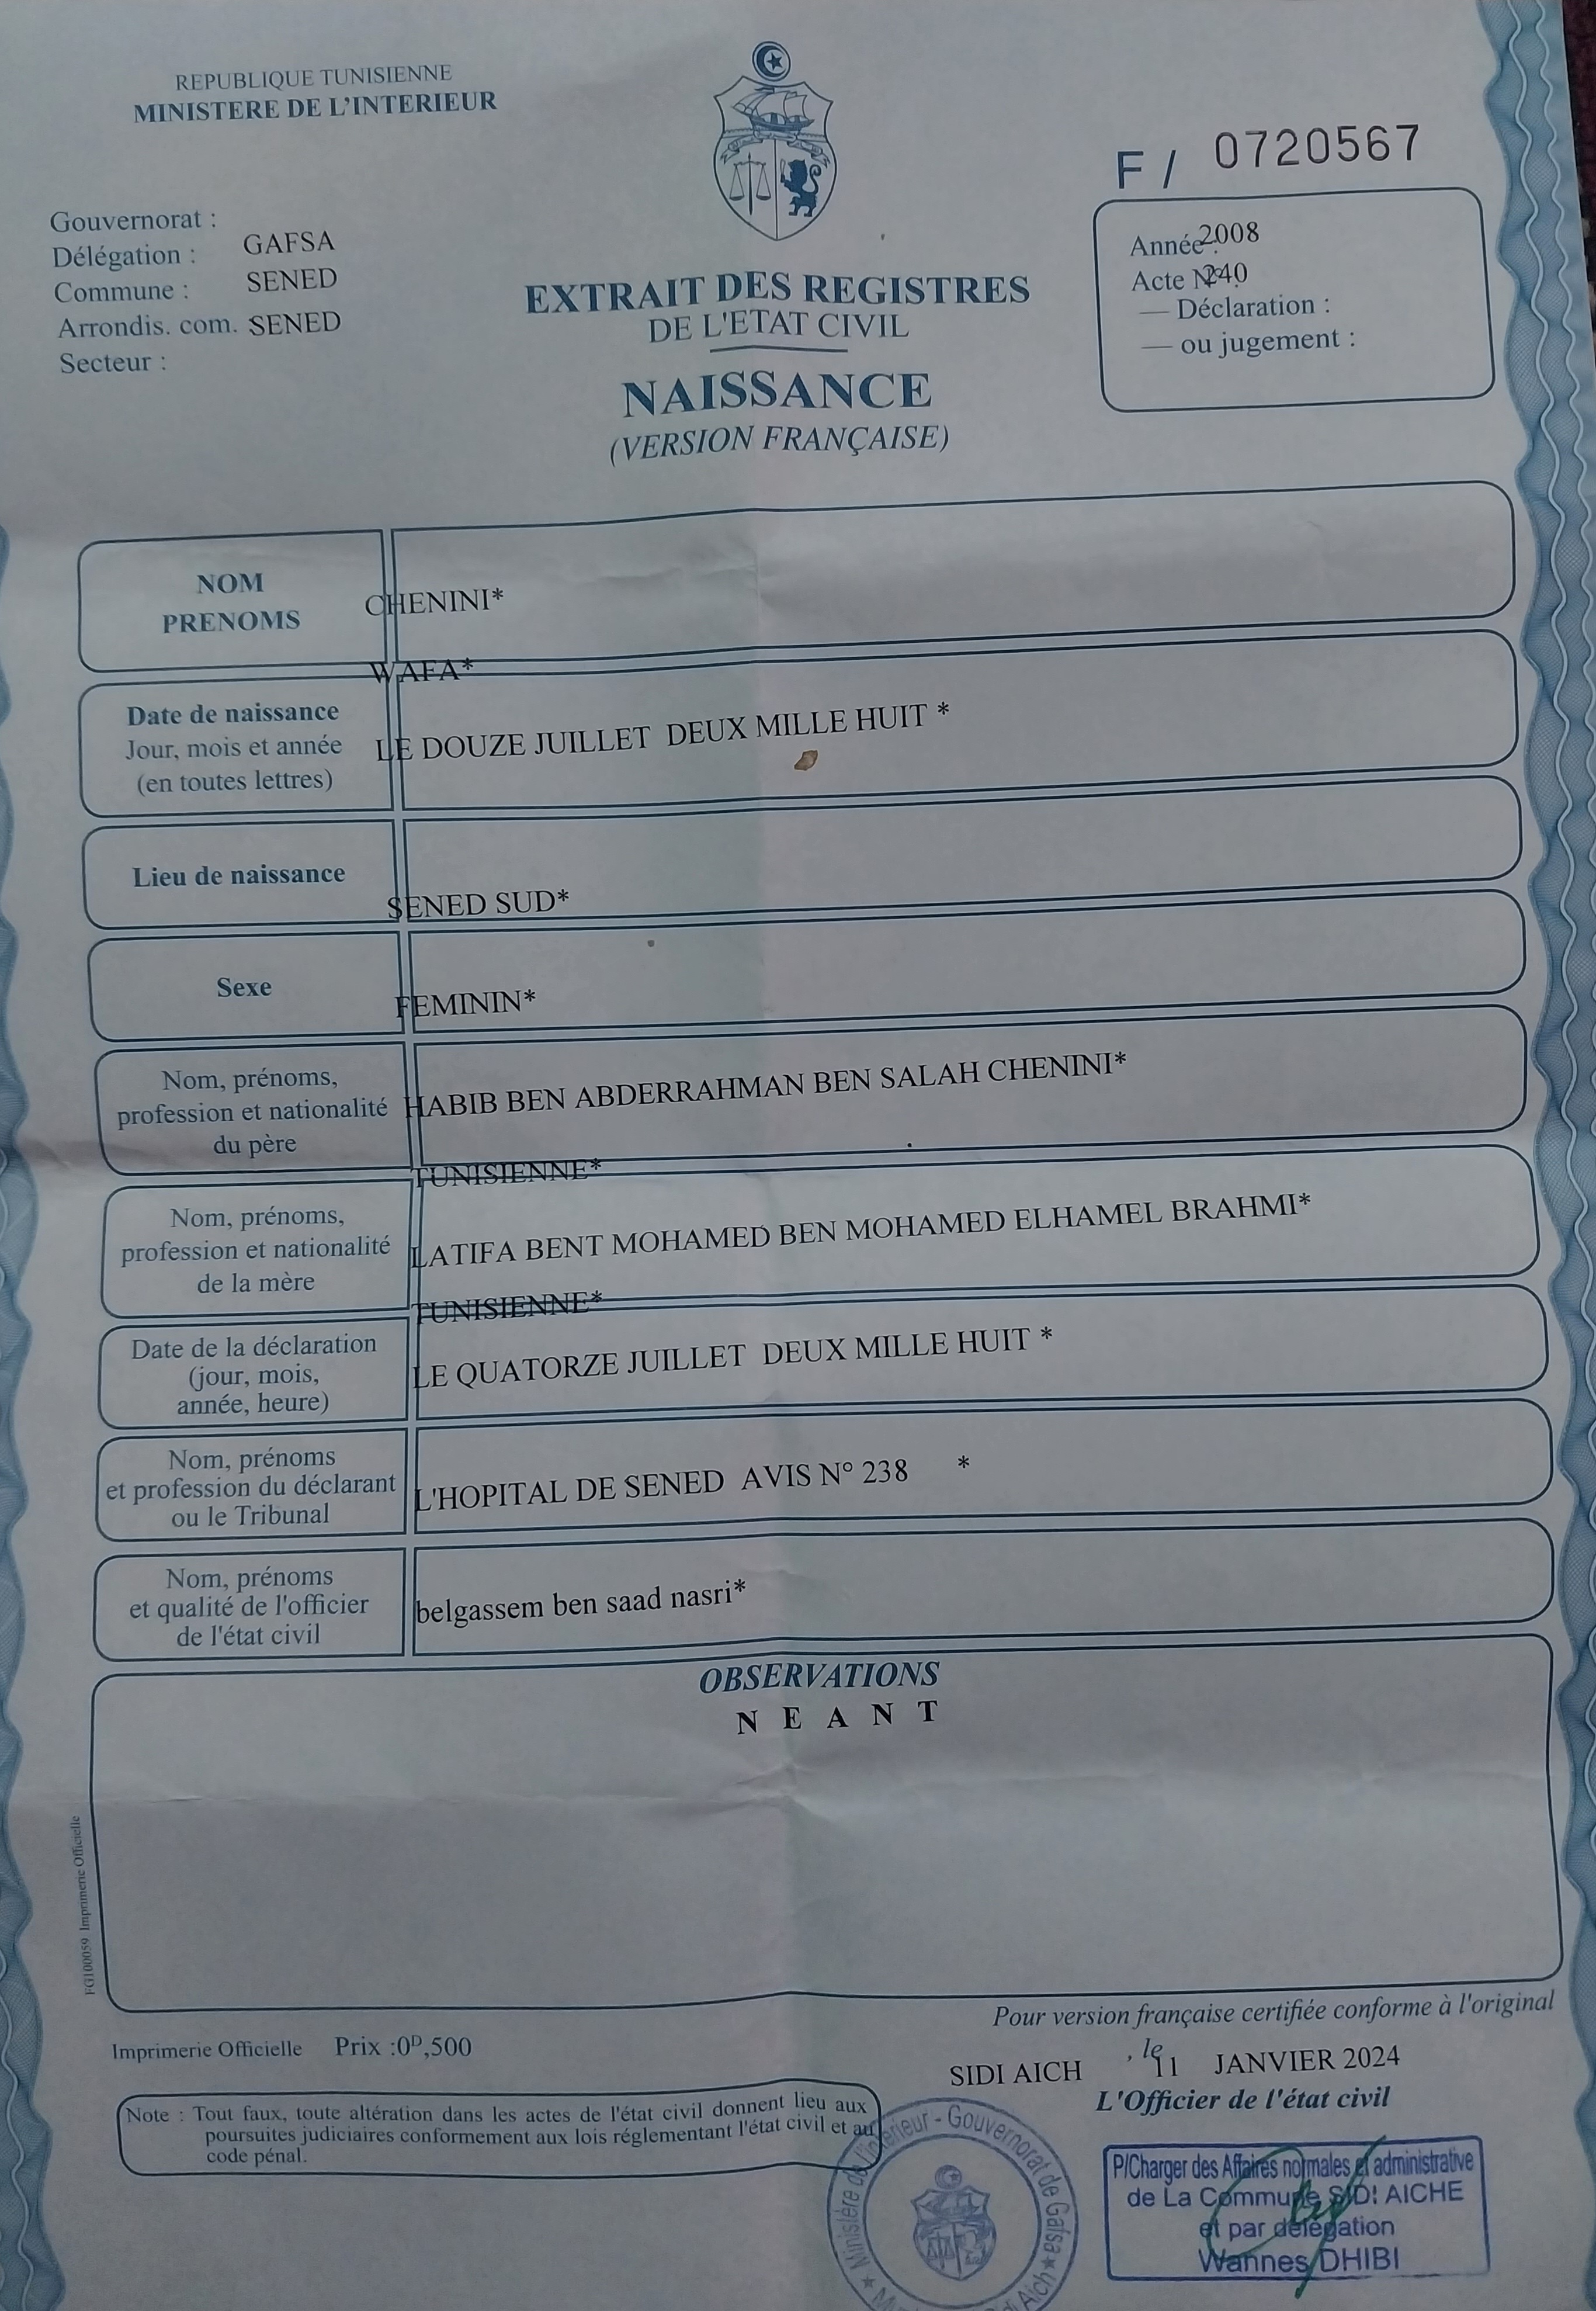 REPUBLIQUE TUNISIENNE
MINISTERE DE L'INTERIEUR
F / 0720567
Gouvernorat :
Délégation : GAFSA
Commune : SENED
Arrondis. com. SENED
Secteur :
EXTRAIT DES REGISTRES
DE L'ETAT CIVIL
NAISSANCE
(VERSION FRANÇAISE)
Année : 2008
Acte N° : 240
— Déclaration :
— ou jugement :
NOM
PRENOMS
CHENINI*
WAFA*
Date de naissance
Jour, mois et année
(en toutes lettres)
LE DOUZE JUILLET DEUX MILLE HUIT *
Lieu de naissance
SENED SUD*
Sexe
FEMININ*
Nom, prénoms,
profession et nationalité
du père
HABIB BEN ABDERRAHMAN BEN SALAH CHENINI*
TUNISIENNE*
Nom, prénoms,
profession et nationalité
de la mère
LATIFA BENT MOHAMED BEN MOHAMED ELHAMEL BRAHMI*
TUNISIENNE*
Date de la déclaration
(jour, mois,
année, heure)
LE QUATORZE JUILLET DEUX MILLE HUIT *
Nom, prénoms
et profession du déclarant
ou le Tribunal
L'HOPITAL DE SENED AVIS N° 238 *
Nom, prénoms
et qualité de l'officier
de l'état civil
belgassem ben saad nasri*
OBSERVATIONS
N E A N T
FG100059 Imprimerie Officielle
Pour version française certifiée conforme à l'original
Imprimerie Officielle Prix :0ᴰ,500
SIDI AICH , le 11 JANVIER 2024
L'Officier de l'état civil
Note : Tout faux, toute altération dans les actes de l'état civil donnent lieu aux
poursuites judiciaires conformement aux lois réglementant l'état civil et au
code pénal.
Ministère de l'Intérieur - Gouvernorat de Gafsa
Sidi Aich
P/Charger des Affaires normales et administrative
de La Commune SIDI AICHE
et par délégation
Wannes DHIBI